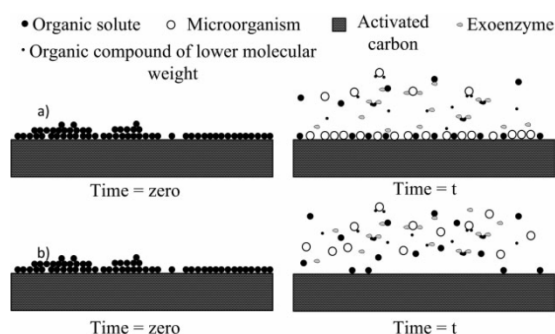 Organic solute
Microorganism
Activated carbon
Exoenzyme
Organic compound of lower molecular weight
a)
Time = zero
Time = t
b)
Time = zero
Time = t